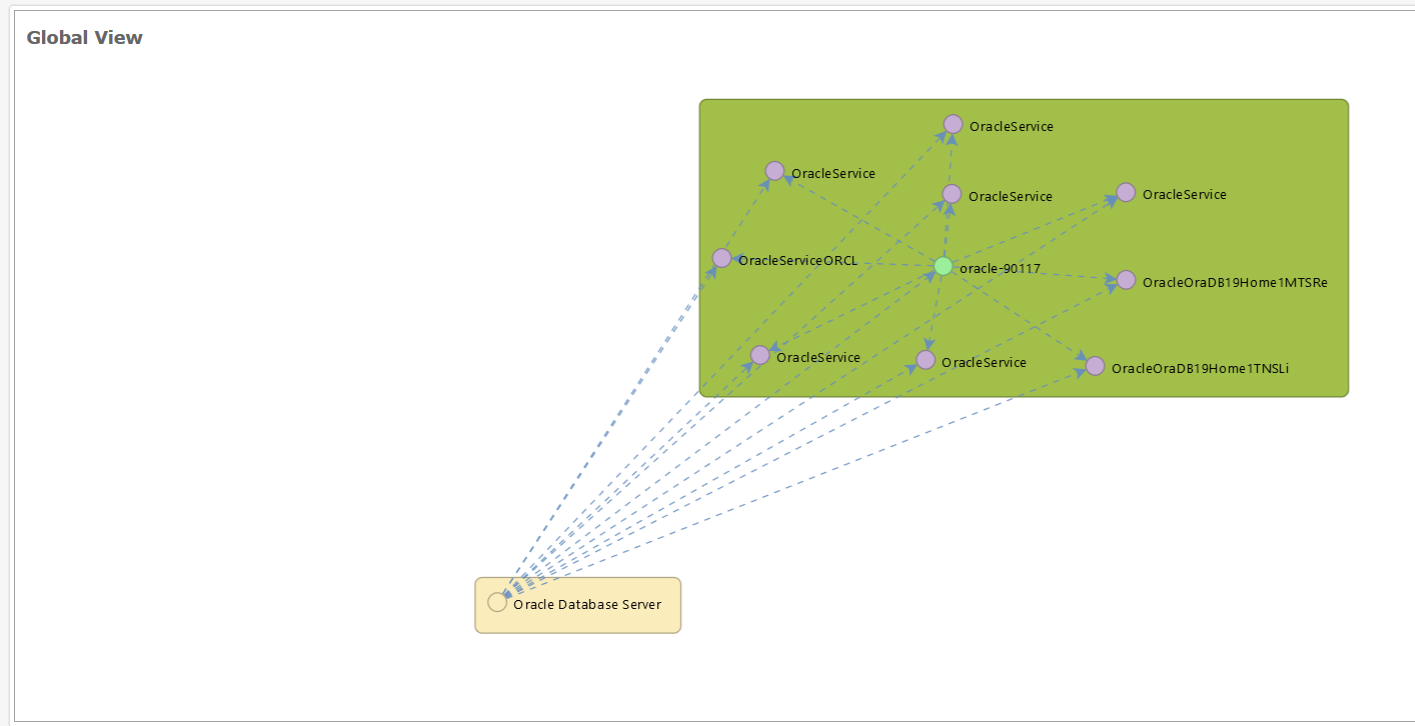 Global View
OracleService
OracleService
OracleService
OracleService
OracleServiceORCL
oracle-90117
OracleOraDB19Home1MTSRe
OracleService
OracleService
OracleOraDB19Home1TNSLi
Oracle Database Server